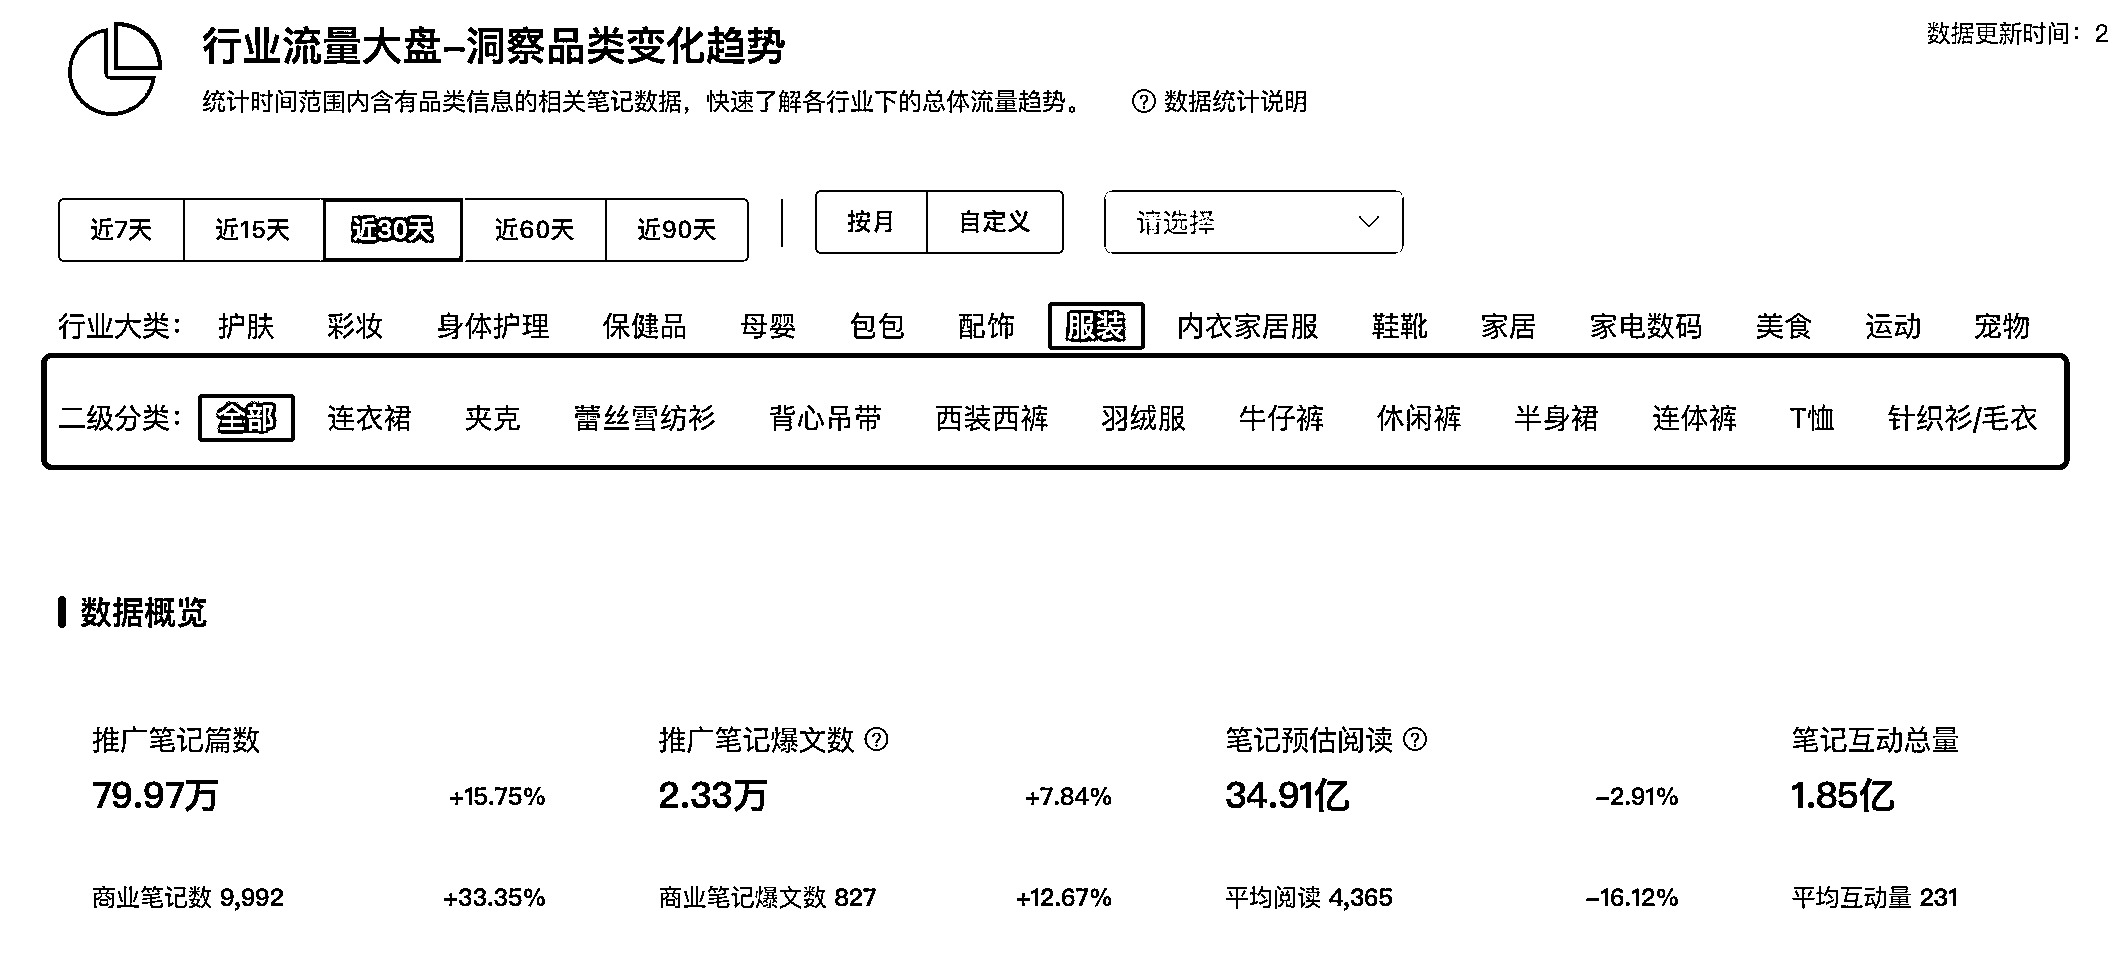 行业流量大盘-洞察品类变化趋势
数据更新时间：2
统计时间范围内含有品类信息的相关笔记数据，快速了解各行业下的总体流量趋势。 ? 数据统计说明
近7天 近15天 近30天 近60天 近90天 按月 自定义 请选择
行业大类： 护肤 彩妆 身体护理 保健品 母婴 包包 配饰 服装 内衣家居服 鞋靴 家居 家电数码 美食 运动 宠物
二级分类： 全部 连衣裙 夹克 蕾丝雪纺衫 背心吊带 西装西裤 羽绒服 牛仔裤 休闲裤 半身裙 连体裤 T恤 针织衫/毛衣
数据概览
推广笔记篇数 推广笔记爆文数 ? 笔记预估阅读 ? 笔记互动总量
79.97万 +15.75% 2.33万 +7.84% 34.91亿 -2.91% 1.85亿
商业笔记数 9,992 +33.35% 商业笔记爆文数 827 +12.67% 平均阅读 4,365 -16.12% 平均互动量 231